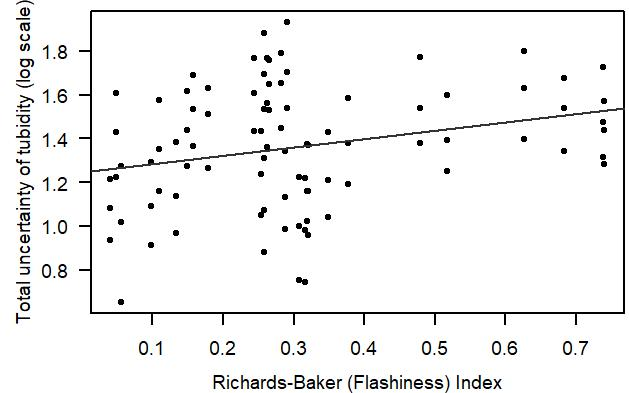 Total uncertainty of tubidity (log scale)
1.8
1.6
1.4
1.2
1.0
0.8
0.1 0.2 0.3 0.4 0.5 0.6 0.7
Richards-Baker (Flashiness) Index